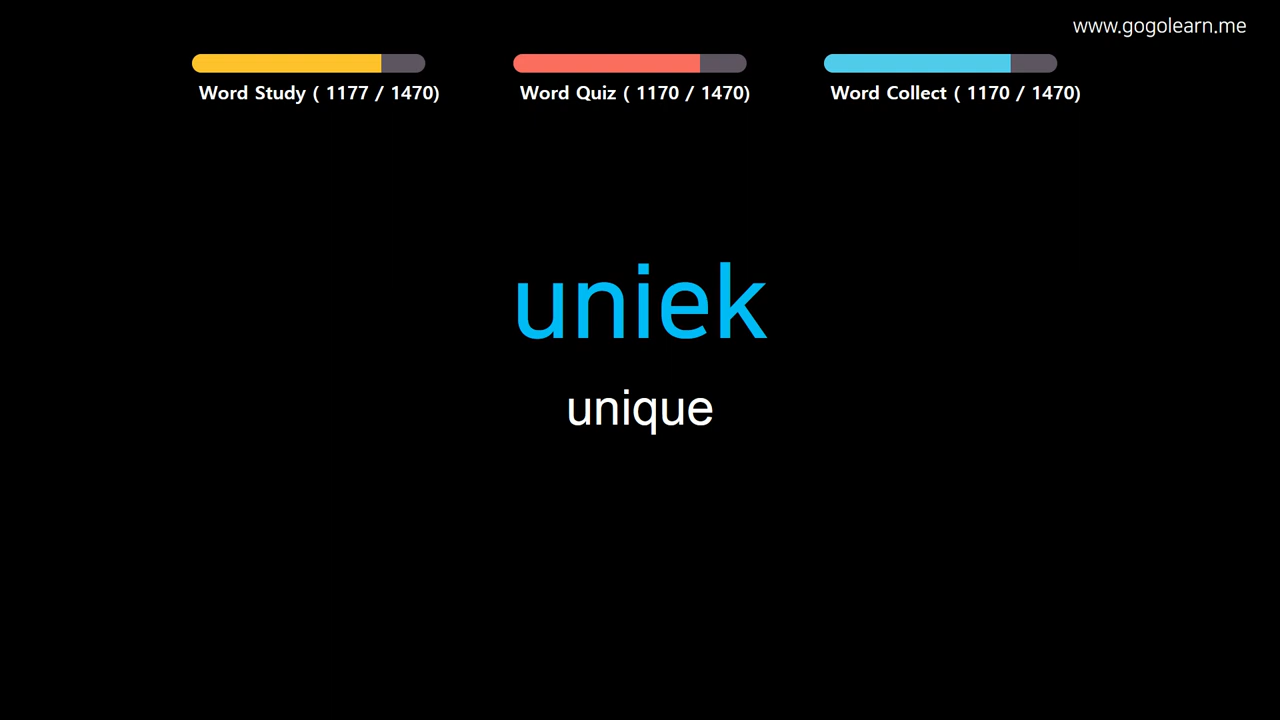 www.gogolearn.me
Word Study ( 1177 / 1470)
Word Quiz ( 1170 / 1470)
Word Collect ( 1170 / 1470)
uniek
unique